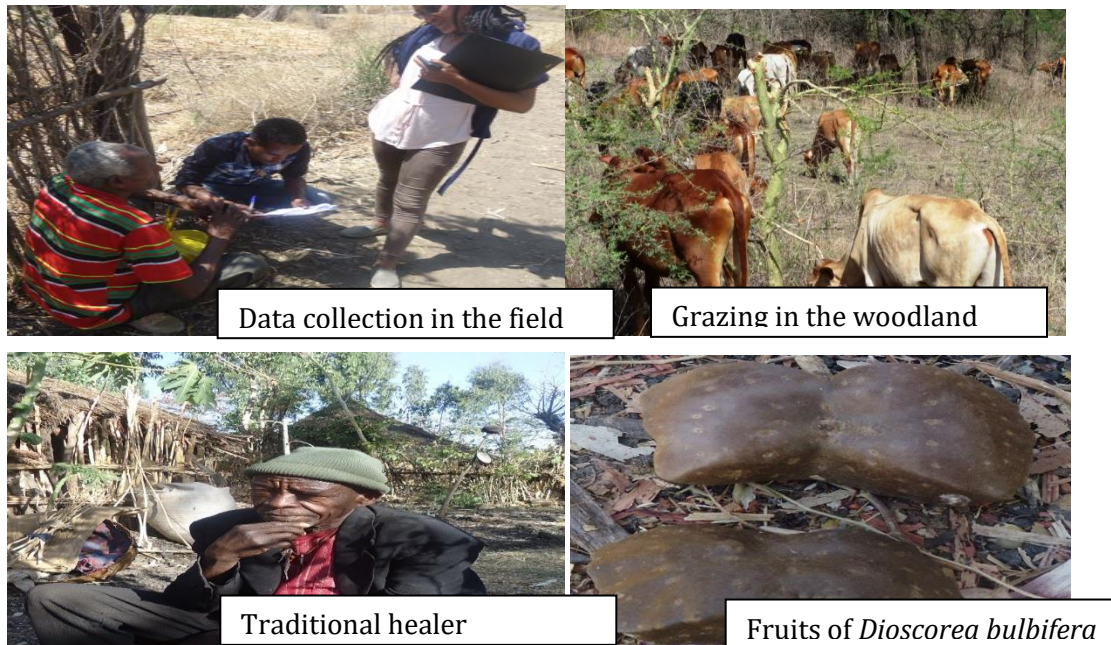 Data collection in the field
Grazing in the woodland
Traditional healer
Fruits of Dioscorea bulbifera